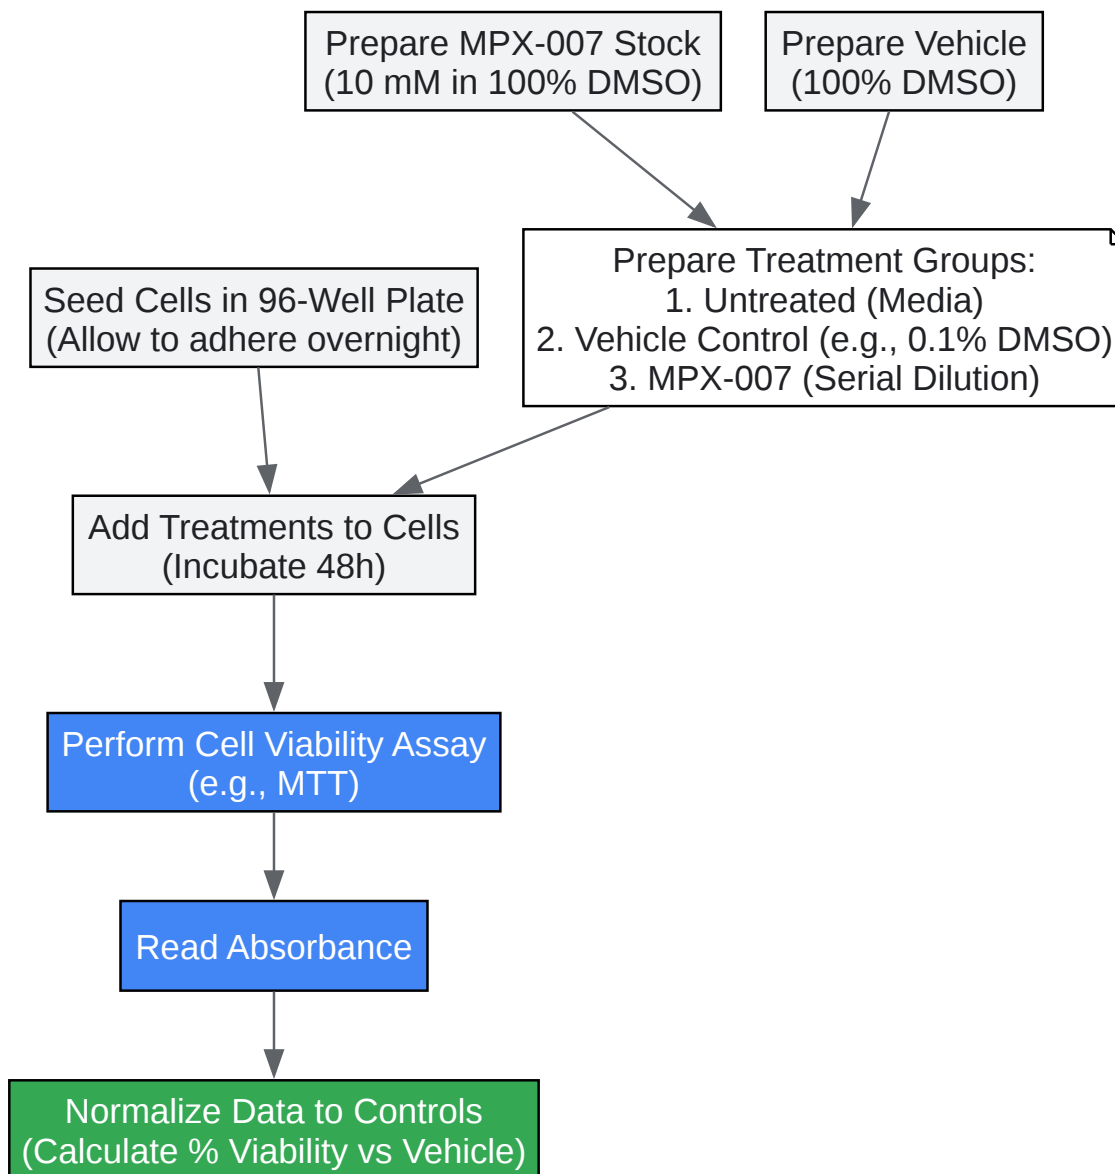 Prepare MPX-007 Stock
(10 mM in 100% DMSO)
Prepare Vehicle
(100% DMSO)
Prepare Treatment Groups:
1. Untreated (Media)
2. Vehicle Control (e.g., 0.1% DMSO)
3. MPX-007 (Serial Dilution)
Seed Cells in 96-Well Plate
(Allow to adhere overnight)
Add Treatments to Cells
(Incubate 48h)
Perform Cell Viability Assay
(e.g., MTT)
Read Absorbance
Normalize Data to Controls
(Calculate % Viability vs Vehicle)